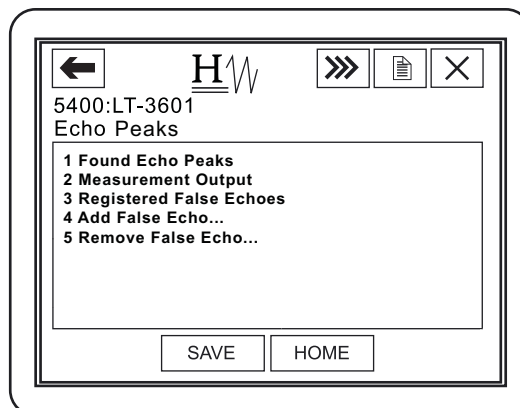 H
5400:LT-3601
Echo Peaks
1 Found Echo Peaks
2 Measurement Output
3 Registered False Echoes
4 Add False Echo...
5 Remove False Echo...
SAVE HOME